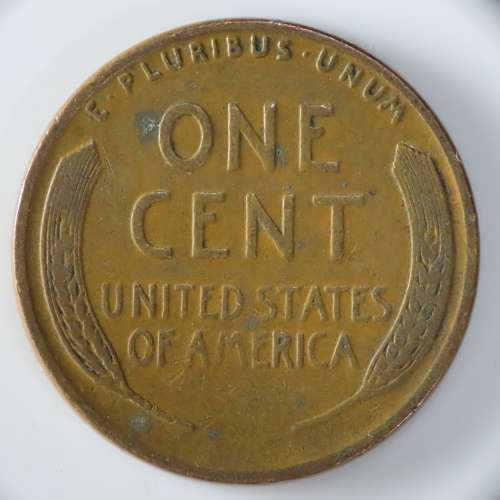 E · PLURIBUS · UNUM
ONE
CENT
UNITED STATES
OF AMERICA